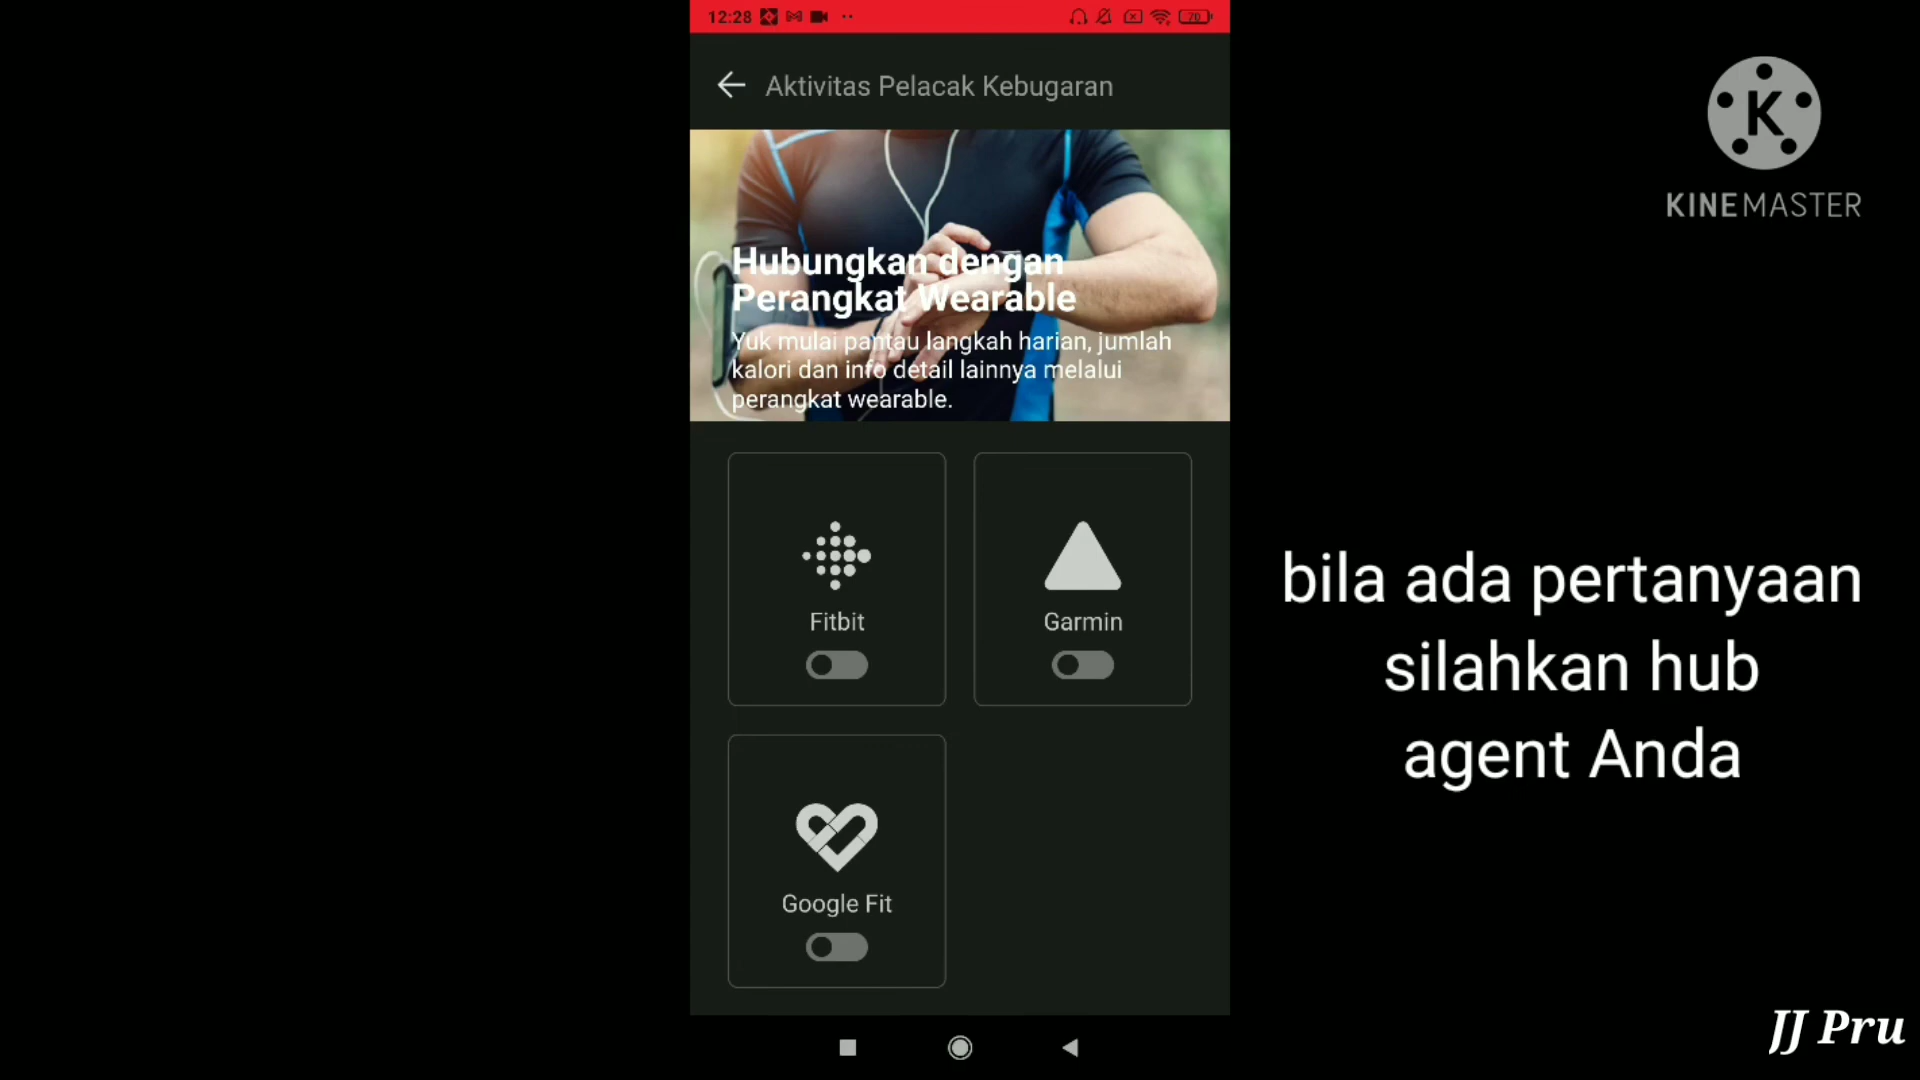 12:28
70
Aktivitas Pelacak Kebugaran
Hubungkan dengan
Perangkat Wearable
Yuk mulai pantau langkah harian, jumlah
kalori dan info detail lainnya melalui
perangkat wearable.
Fitbit
Garmin
Google Fit
K
KINEMASTER
bila ada pertanyaan
silahkan hub
agent Anda
JJ Pru